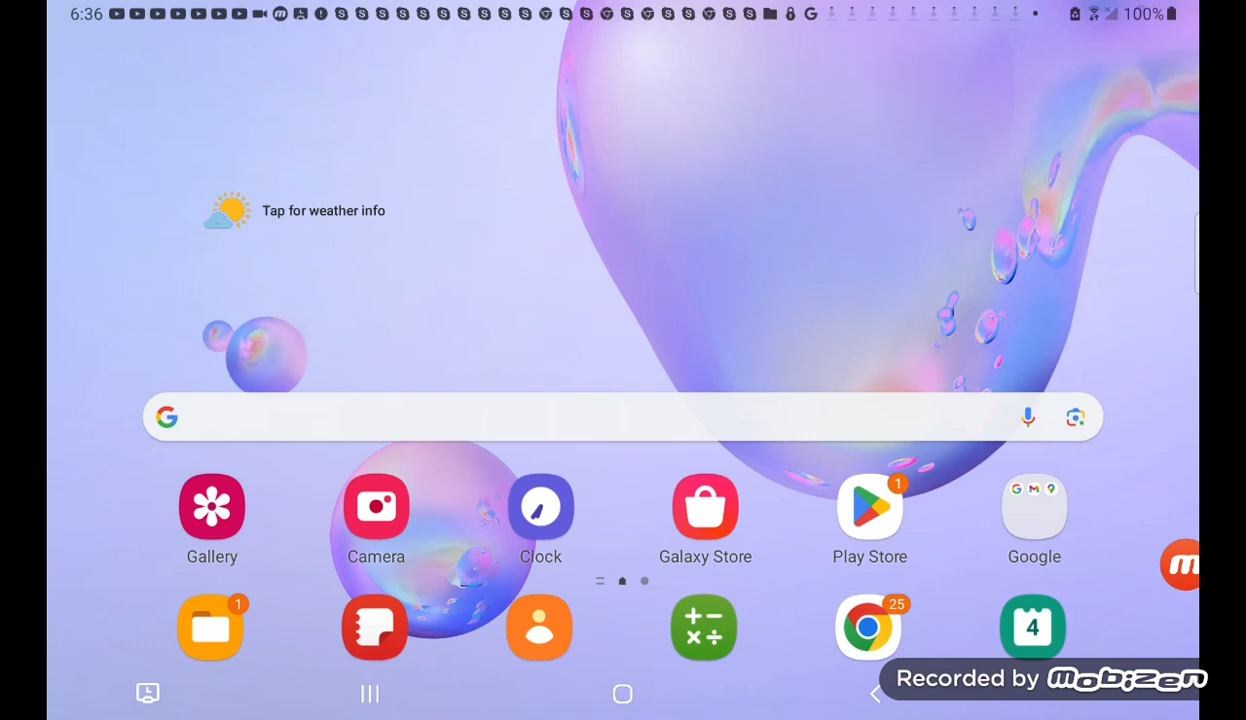 6:36
100%
Tap for weather info
1
Gallery
Camera
Clock
Galaxy Store
Play Store
Google
1
25
4
Recorded by MOBIZEN